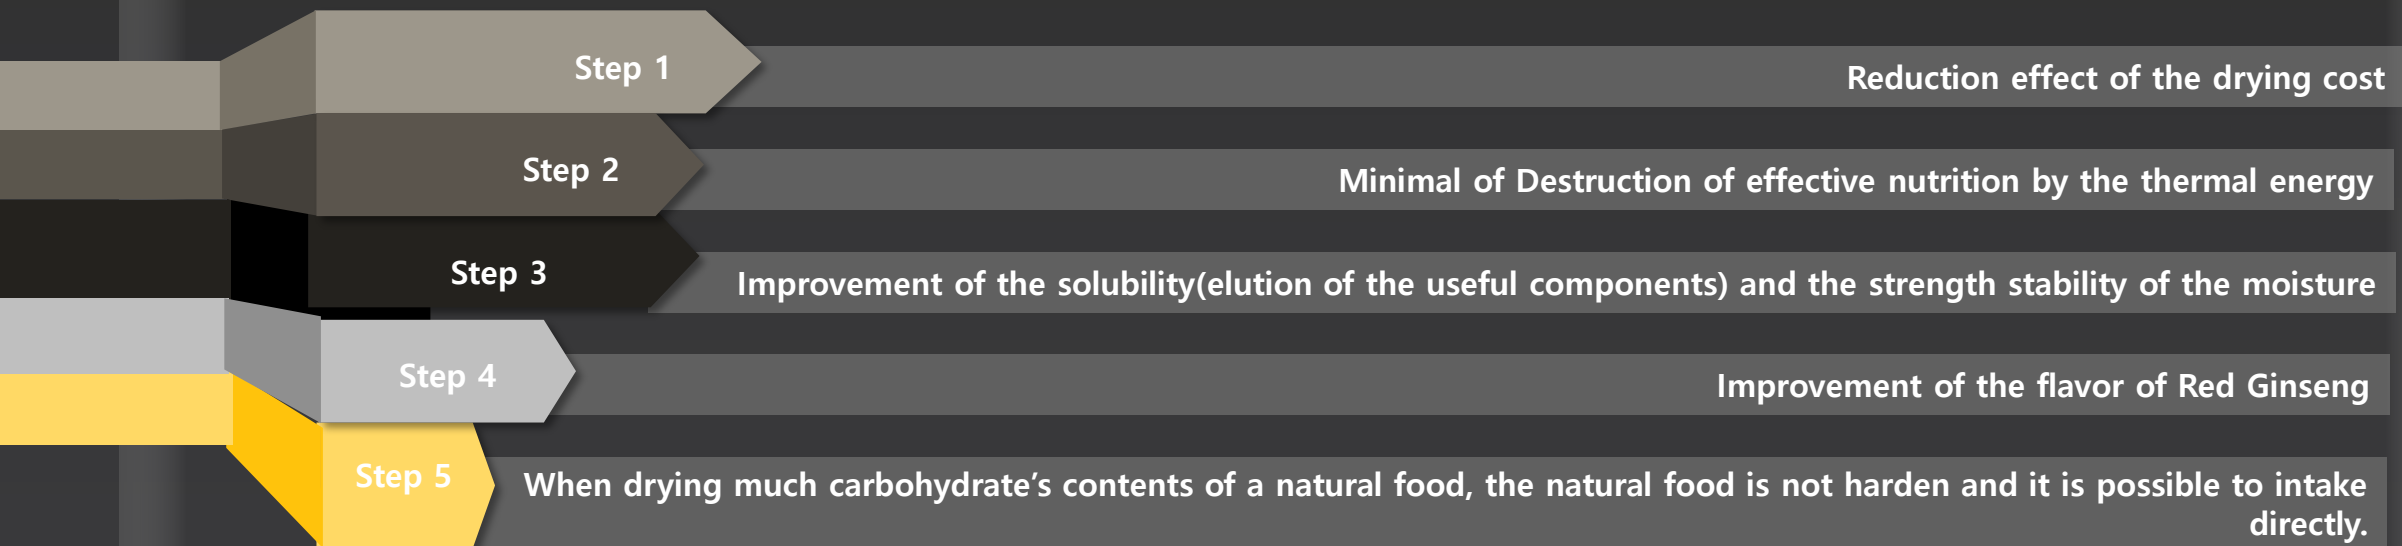 Step 1
Reduction effect of the drying cost
Step 2
Minimal of Destruction of effective nutrition by the thermal energy
Step 3
Improvement of the solubility(elution of the useful components) and the strength stability of the moisture
Step 4
Improvement of the flavor of Red Ginseng
Step 5
When drying much carbohydrate’s contents of a natural food, the natural food is not harden and it is possible to intake
directly.